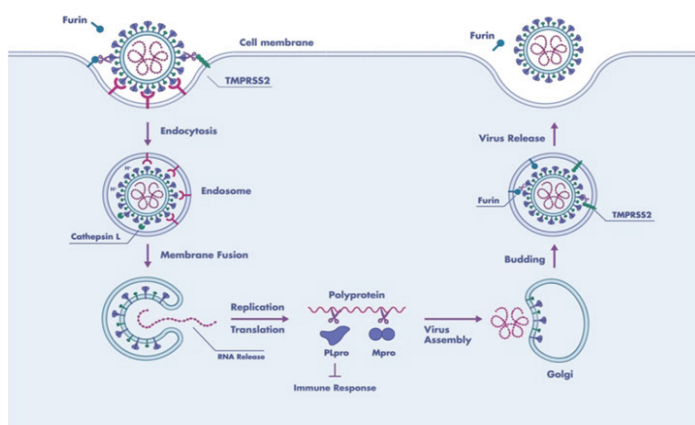 Furin
Cell membrane
TMPRSS2
Endocytosis
Endosome
Cathepsin L
Membrane Fusion
RNA Release
Replication
Translation
Polyprotein
PLpro
Mpro
Immune Response
Virus
Assembly
Golgi
Budding
Furin
TMPRSS2
Virus Release
Furin